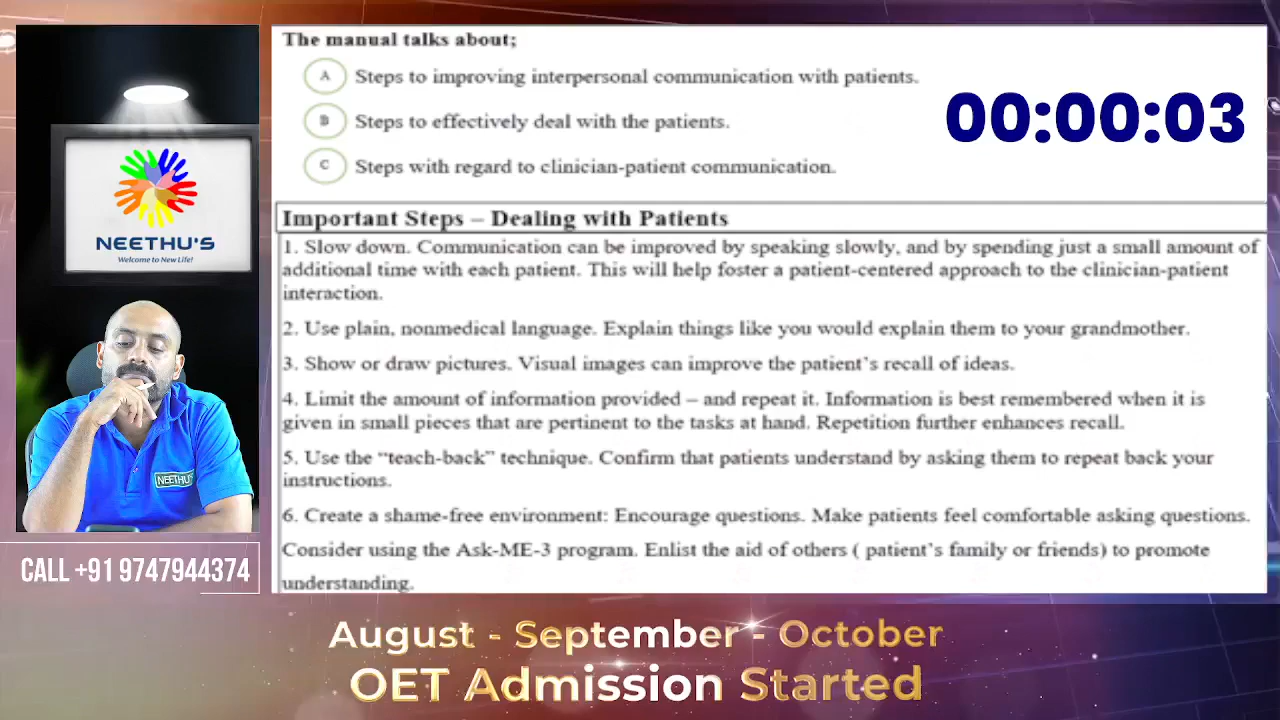 The manual talks about;
A Steps to improving interpersonal communication with patients.
B Steps to effectively deal with the patients.
C Steps with regard to clinician-patient communication.
00:00:03
Important Steps – Dealing with Patients
1. Slow down. Communication can be improved by speaking slowly, and by spending just a small amount of
additional time with each patient. This will help foster a patient-centered approach to the clinician-patient
interaction.
2. Use plain, nonmedical language. Explain things like you would explain them to your grandmother.
3. Show or draw pictures. Visual images can improve the patient's recall of ideas.
4. Limit the amount of information provided – and repeat it. Information is best remembered when it is
given in small pieces that are pertinent to the tasks at hand. Repetition further enhances recall.
5. Use the "teach-back" technique. Confirm that patients understand by asking them to repeat back your
instructions.
6. Create a shame-free environment: Encourage questions. Make patients feel comfortable asking questions.
Consider using the Ask-ME-3 program. Enlist the aid of others ( patient's family or friends) to promote
understanding.
NEETHU'S
Welcome to New Life!
NEETHU'S
CALL +91 9747944374
August - September - October
OET Admission Started